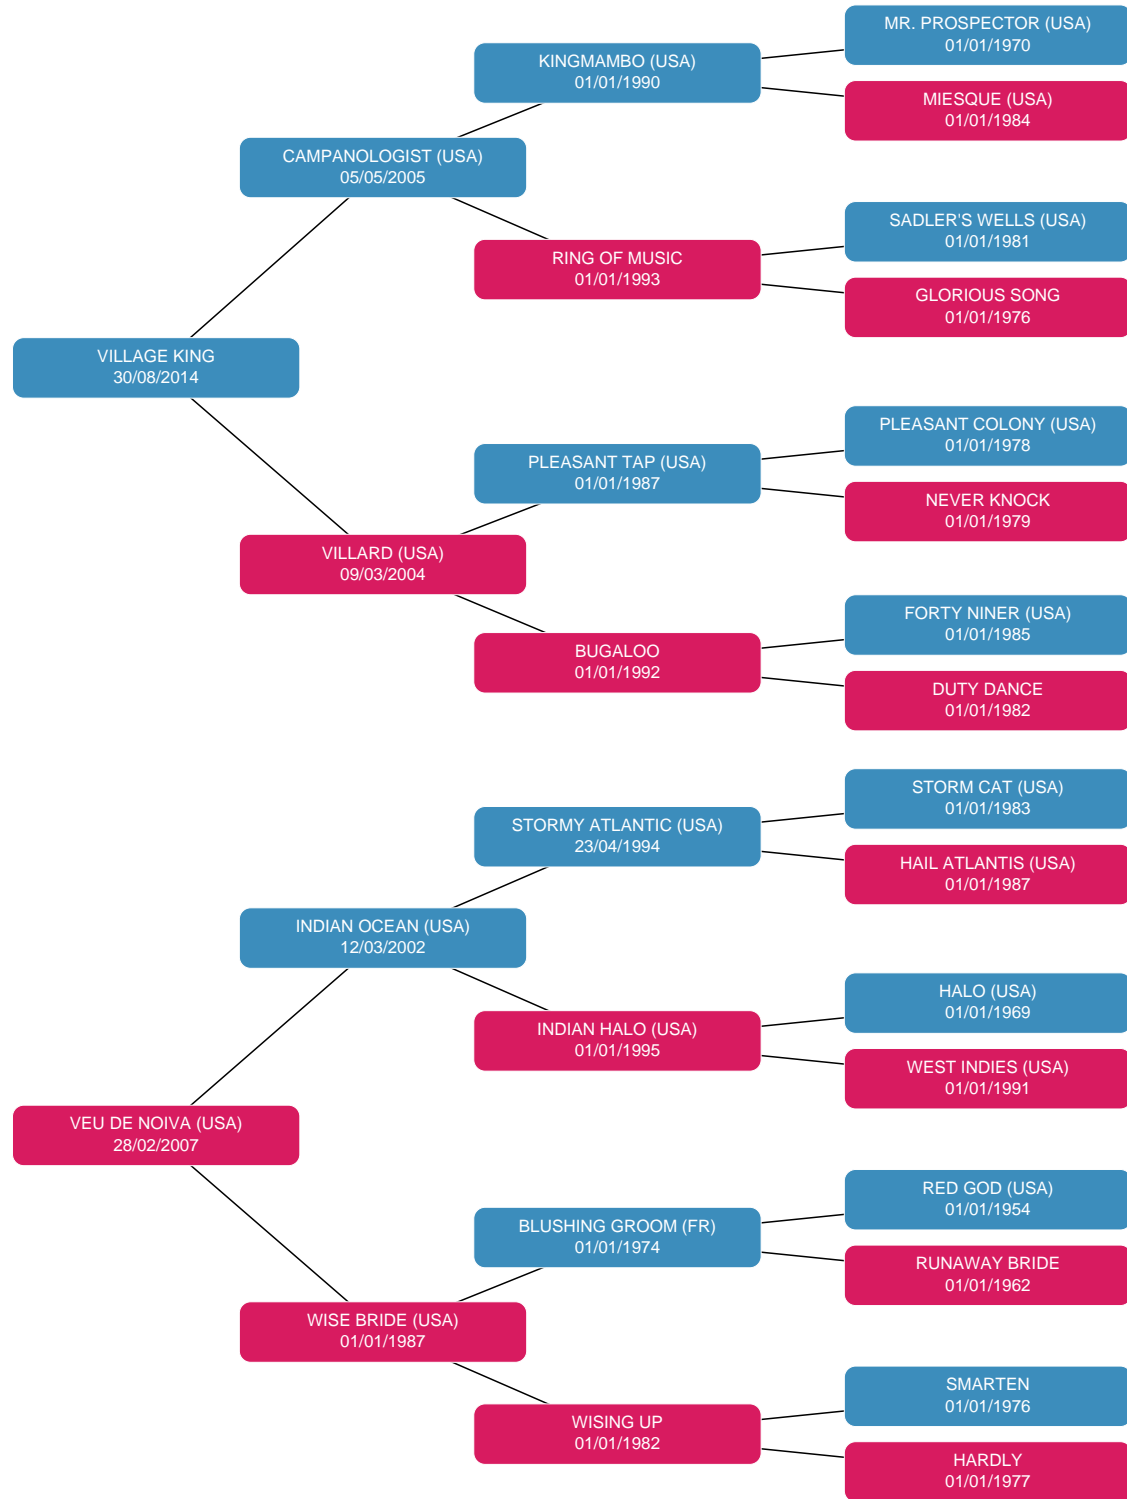 MR. PROSPECTOR (USA)
01/01/1970
KINGMAMBO (USA)
01/01/1990
MIESQUE (USA)
01/01/1984
CAMPANOLOGIST (USA)
05/05/2005
SADLER'S WELLS (USA)
01/01/1981
RING OF MUSIC
01/01/1993
GLORIOUS SONG
01/01/1976
VILLAGE KING
30/08/2014
PLEASANT COLONY (USA)
01/01/1978
PLEASANT TAP (USA)
01/01/1987
NEVER KNOCK
01/01/1979
VILLARD (USA)
09/03/2004
FORTY NINER (USA)
01/01/1985
BUGALOO
01/01/1992
DUTY DANCE
01/01/1982
STORM CAT (USA)
01/01/1983
STORMY ATLANTIC (USA)
23/04/1994
HAIL ATLANTIS (USA)
01/01/1987
INDIAN OCEAN (USA)
12/03/2002
HALO (USA)
01/01/1969
INDIAN HALO (USA)
01/01/1995
WEST INDIES (USA)
01/01/1991
VEU DE NOIVA (USA)
28/02/2007
RED GOD (USA)
01/01/1954
BLUSHING GROOM (FR)
01/01/1974
RUNAWAY BRIDE
01/01/1962
WISE BRIDE (USA)
01/01/1987
SMARTEN
01/01/1976
WISING UP
01/01/1982
HARDLY
01/01/1977